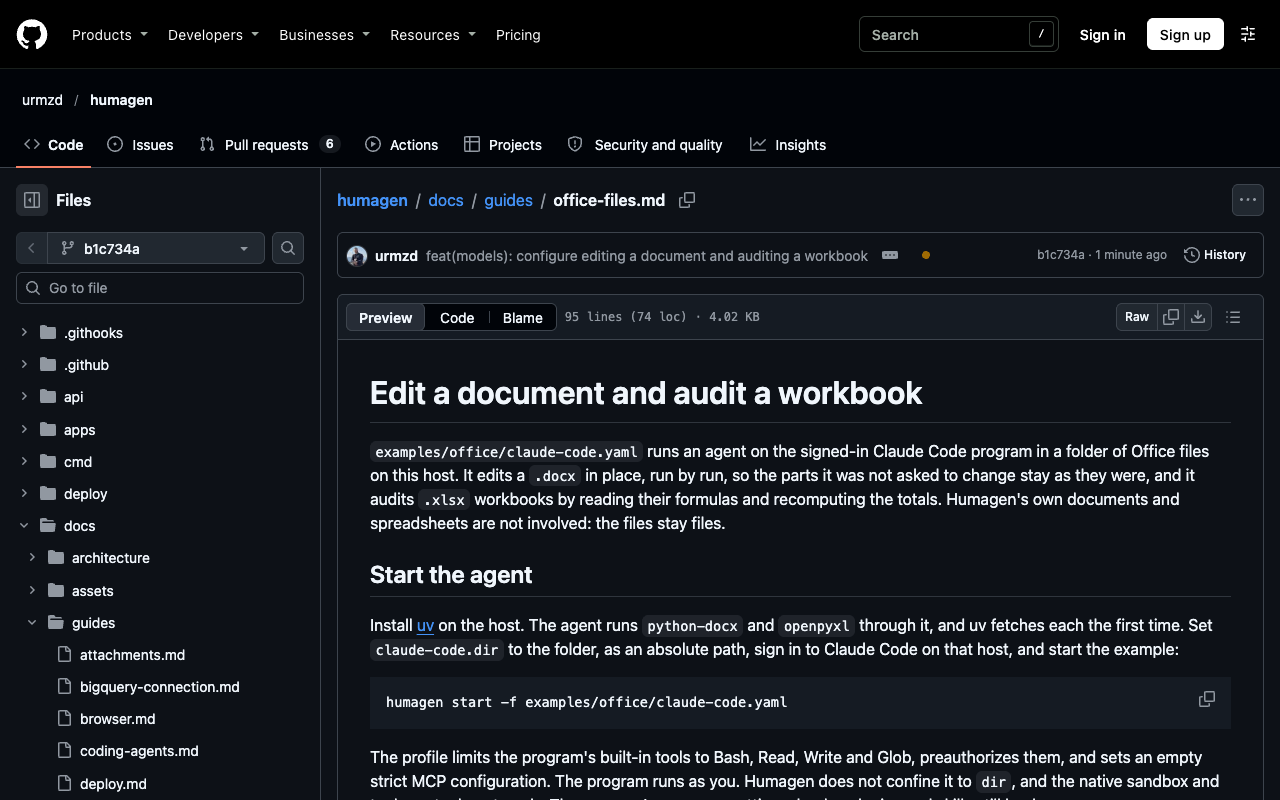 Products
Developers
Businesses
Resources
Pricing
Search
/
Sign in
Sign up
urmzd / humagen
Code
Issues
Pull requests 6
Actions
Projects
Security and quality
Insights
Files
b1c734a
Go to file
.githooks
.github
api
apps
cmd
deploy
docs
architecture
assets
guides
attachments.md
bigquery-connection.md
browser.md
coding-agents.md
deploy.md
humagen / docs / guides / office-files.md
urmzd feat(models): configure editing a document and auditing a workbook
b1c734a · 1 minute ago
History
Preview
Code
Blame
95 lines (74 loc) · 4.02 KB
Raw
Edit a document and audit a workbook
examples/office/claude-code.yaml runs an agent on the signed-in Claude Code program in a folder of Office files
on this host. It edits a .docx in place, run by run, so the parts it was not asked to change stay as they were, and it
audits .xlsx workbooks by reading their formulas and recomputing the totals. Humagen's own documents and
spreadsheets are not involved: the files stay files.
Start the agent
Install uv on the host. The agent runs python-docx and openpyxl through it, and uv fetches each the first time. Set
claude-code.dir to the folder, as an absolute path, sign in to Claude Code on that host, and start the example:
humagen start -f examples/office/claude-code.yaml
The profile limits the program's built-in tools to Bash, Read, Write and Glob, preauthorizes them, and sets an empty
strict MCP configuration. The program runs as you. Humagen does not confine it to dir , and the native sandbox and